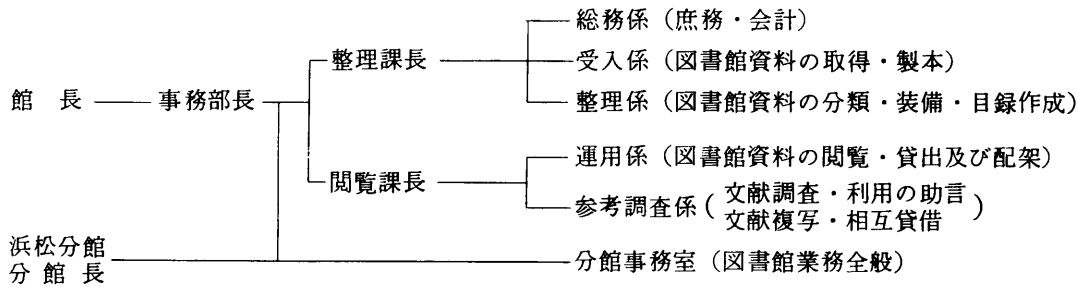 総務係（庶務・会計）
整理課長
受入係（図書館資料の取得・製本）
館　長
事務部長
整理係（図書館資料の分類・装備・目録作成）
運用係（図書館資料の閲覧・貸出及び配架）
閲覧課長
参考調査係（文献調査・利用の助言
文献複写・相互貸借）
浜松分館
分館長
分館事務室（図書館業務全般）